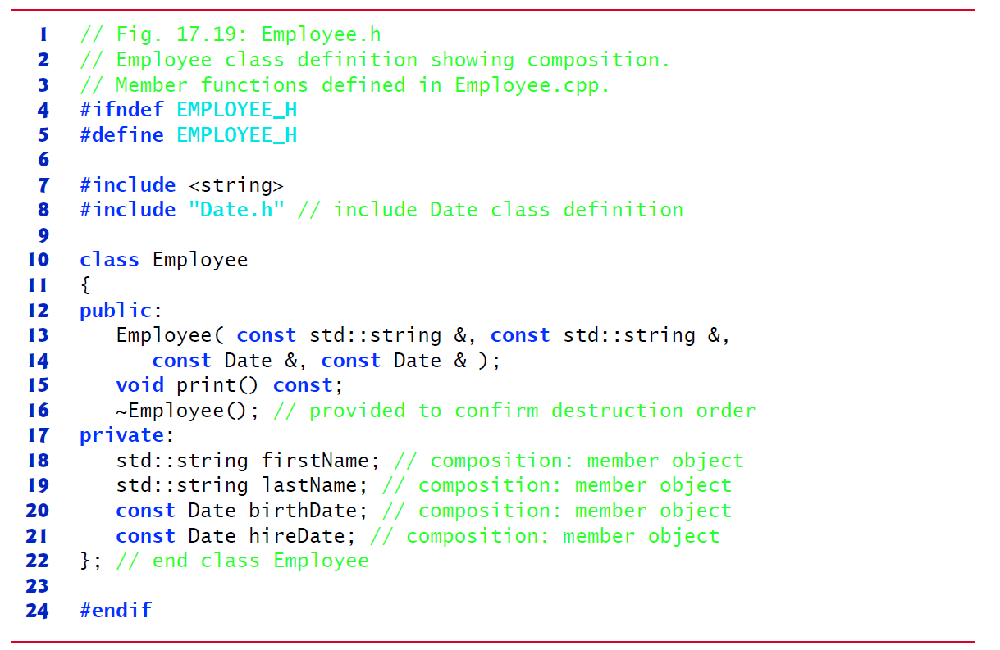 1 // Fig. 17.19: Employee.h
2 // Employee class definition showing composition.
3 // Member functions defined in Employee.cpp.
4 #ifndef EMPLOYEE_H
5 #define EMPLOYEE_H
6
7 #include <string>
8 #include "Date.h" // include Date class definition
9
10 class Employee
11 {
12 public:
13    Employee( const std::string &, const std::string &,
14       const Date &, const Date & );
15    void print() const;
16    ~Employee(); // provided to confirm destruction order
17 private:
18    std::string firstName; // composition: member object
19    std::string lastName; // composition: member object
20    const Date birthDate; // composition: member object
21    const Date hireDate; // composition: member object
22 }; // end class Employee
23
24 #endif